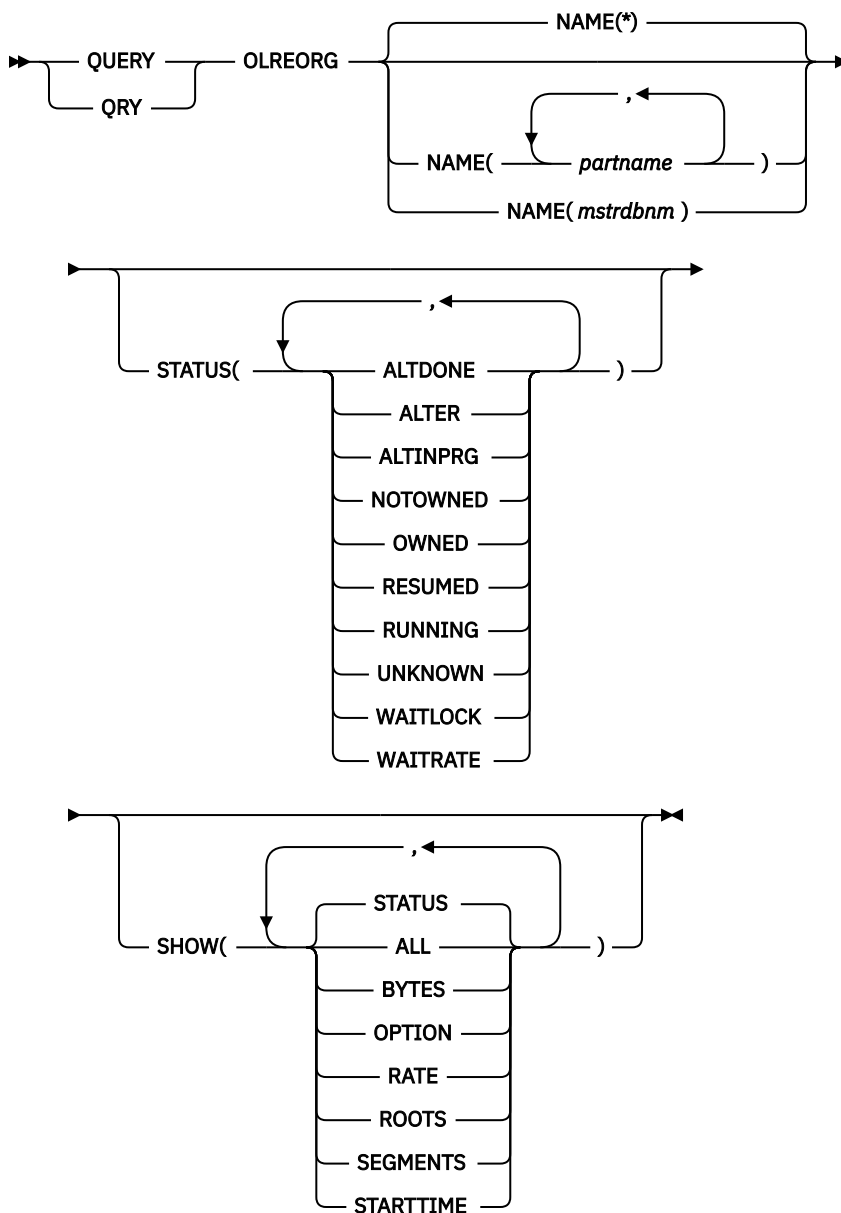 NAME(*)
QUERY OLREORG
QRY
,
NAME( partname )
NAME( mstrdbnm )
,
STATUS( ALTDONE )
ALTER
ALTINPRG
NOTOWNED
OWNED
RESUMED
RUNNING
UNKNOWN
WAITLOCK
WAITRATE
,
STATUS
SHOW( ALL )
BYTES
OPTION
RATE
ROOTS
SEGMENTS
STARTTIME